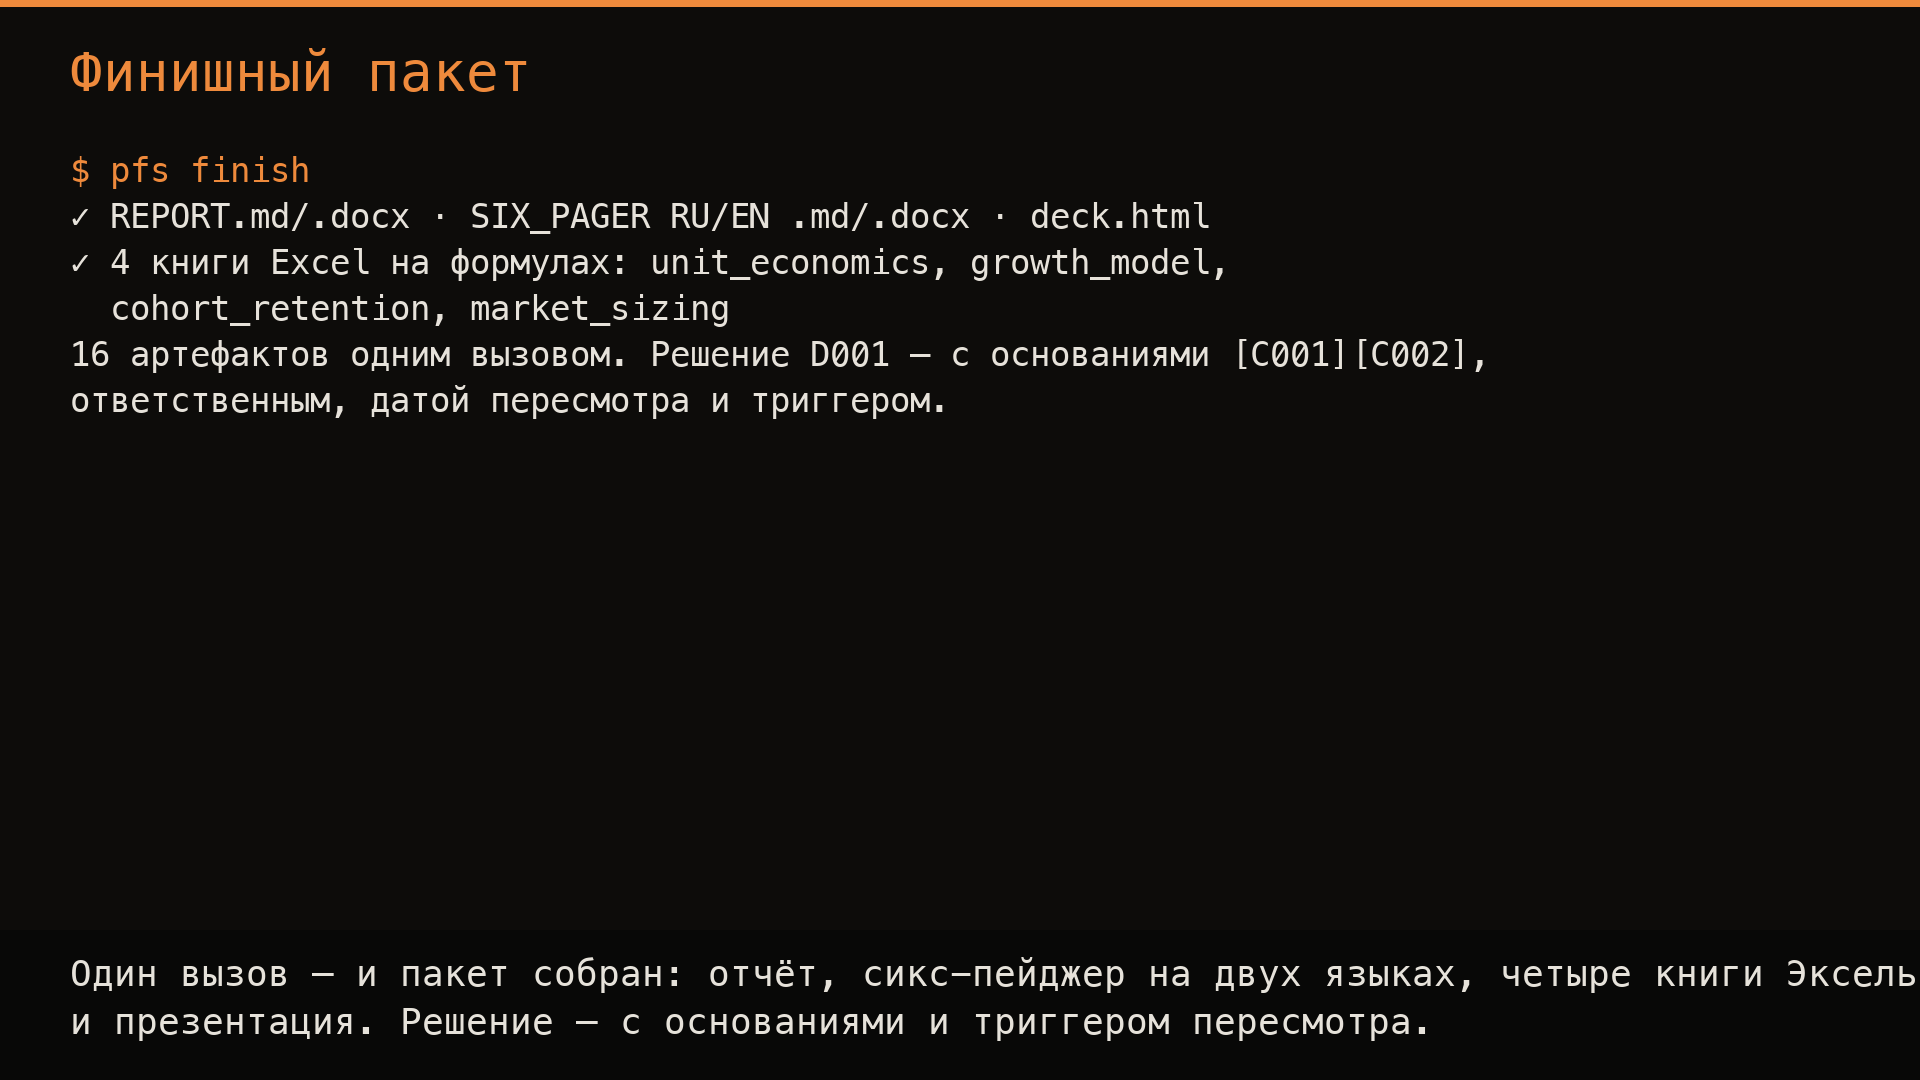 Финишный пакет
$ pfs finish
✓ REPORT.md/.docx · SIX_PAGER RU/EN .md/.docx · deck.html
✓ 4 книги Excel на формулах: unit_economics, growth_model,
cohort_retention, market_sizing
16 артефактов одним вызовом. Решение D001 — с основаниями [C001][C002],
ответственным, датой пересмотра и триггером.
Один вызов — и пакет собран: отчёт, сикс-пейджер на двух языках, четыре книги Эксель
и презентация. Решение — с основаниями и триггером пересмотра.